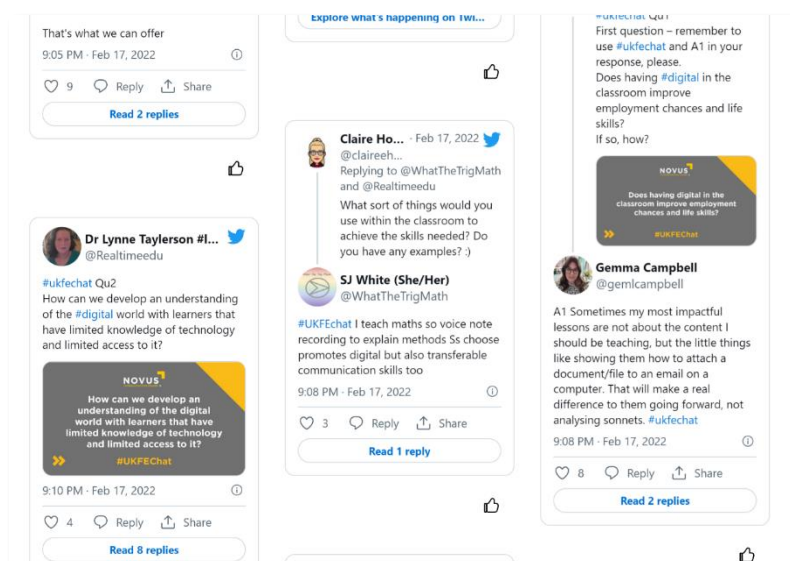 That's what we can offer
9:05 PM · Feb 17, 2022
9 Reply Share
Read 2 replies
Dr Lynne Taylerson #I...
@Realtimeedu
#ukfechat Qu2
How can we develop an understanding
of the #digital world with learners that
have limited knowledge of technology
and limited access to it?
NOVUS
How can we develop an
understanding of the digital
world with learners that have
limited knowledge of technology
and limited access to it?
#UKFEChat
9:10 PM · Feb 17, 2022
4 Reply Share
Read 8 replies
Explore what's happening on Twi...
Claire Ho... · Feb 17, 2022
@claireeh...
Replying to @WhatTheTrigMath
and @Realtimeedu
What sort of things would you
use within the classroom to
achieve the skills needed? Do
you have any examples? :)
SJ White (She/Her)
@WhatTheTrigMath
#UKFEchat I teach maths so voice note
recording to explain methods Ss choose
promotes digital but also transferable
communication skills too
9:08 PM · Feb 17, 2022
3 Reply Share
Read 1 reply
#ukfechat Qu1
First question – remember to
use #ukfechat and A1 in your
response, please.
Does having #digital in the
classroom improve
employment chances and life
skills?
If so, how?
NOVUS
Does having digital in the
classroom improve employment
chances and life skills?
#UKFEChat
Gemma Campbell
@gemlcampbell
A1 Sometimes my most impactful
lessons are not about the content I
should be teaching, but the little things
like showing them how to attach a
document/file to an email on a
computer. That will make a real
difference to them going forward, not
analysing sonnets. #ukfechat
9:08 PM · Feb 17, 2022
8 Reply Share
Read 2 replies